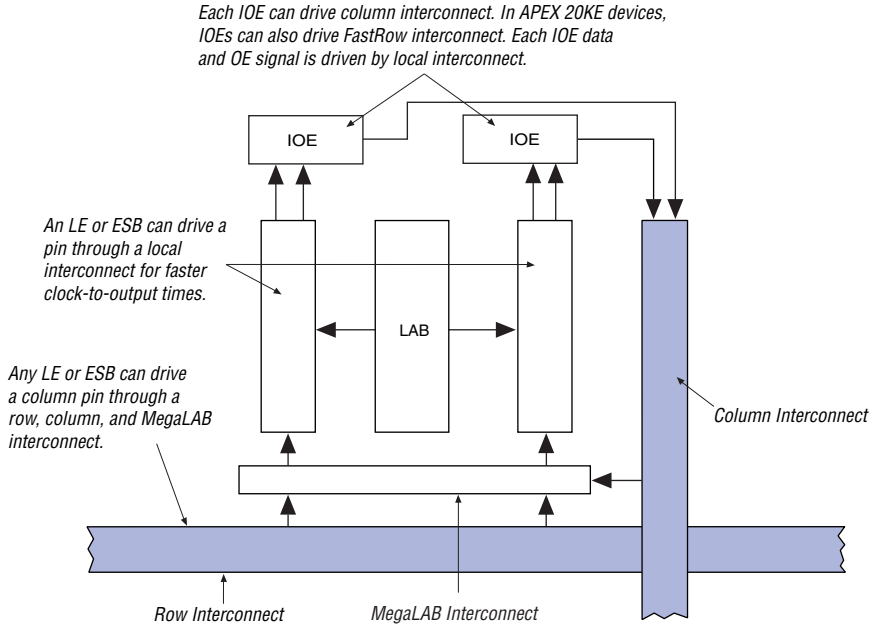 Each IOE can drive column interconnect. In APEX 20KE devices,
IOEs can also drive FastRow interconnect. Each IOE data
and OE signal is driven by local interconnect.
IOE
IOE
An LE or ESB can drive a
pin through a local
interconnect for faster
clock-to-output times.
LAB
Any LE or ESB can drive
a column pin through a
row, column, and MegaLAB
interconnect.
Column Interconnect
Row Interconnect
MegaLAB Interconnect